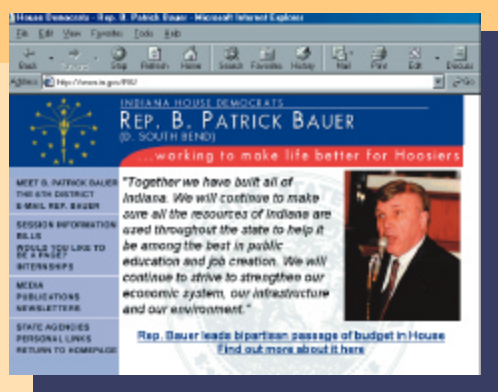 House Democrats - Rep. B. Patrick Bauer - Microsoft Internet Explorer
File Edit View Favorites Tools Help
Back Forward Stop Refresh Home Search Favorites History Mail Print Edit Discuss
Address Go
INDIANA HOUSE DEMOCRATS
REP. B. PATRICK BAUER
(D. SOUTH BEND)
...working to make life better for Hoosiers
MEET B. PATRICK BAUER
THE 6TH DISTRICT
E-MAIL REP. BAUER
SESSION INFORMATION
BILLS
WOULD YOU LIKE TO
BE A PAGE?
INTERNSHIPS
MEDIA
PUBLICATIONS
NEWSLETTERS
STATE AGENCIES
PERSONAL LINKS
RETURN TO HOMEPAGE
"Together we have built all of
Indiana. We will continue to make
sure all the resources of Indiana are
used throughout the state to help it
be among the best in public
education and job creation. We will
continue to strive to strengthen our
economic system, our infrastructure
and our environment."
Rep. Bauer leads bipartisan passage of budget in House
Find out more about it here